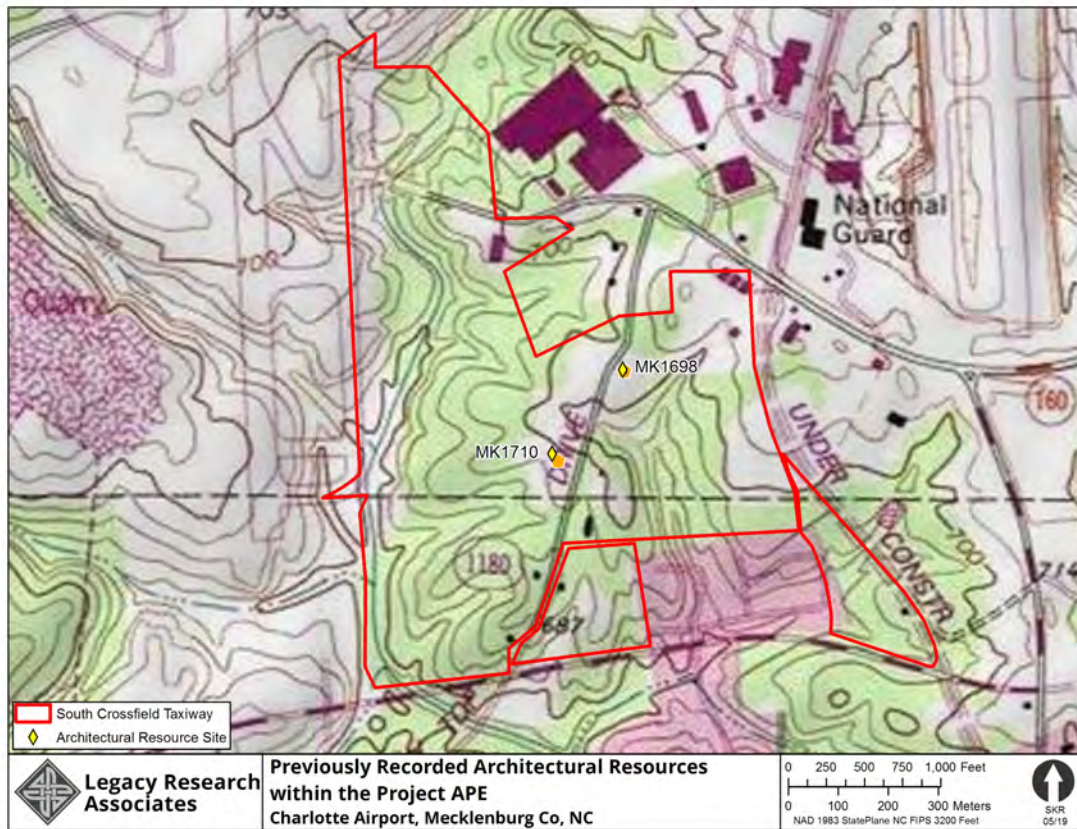 703
700
700
National
Guard
700
Quarry
MK1698
160
UNDER
MK1710
CONSTR
700
1180
714
687
South Crossfield Taxiway
Architectural Resource Site
Legacy Research
Associates
Previously Recorded Architectural Resources
within the Project APE
Charlotte Airport, Mecklenburg Co, NC
0 250 500 750 1,000 Feet
0 100 200 300 Meters
NAD 1983 StatePlane NC FIPS 3200 Feet
SKR
05/19